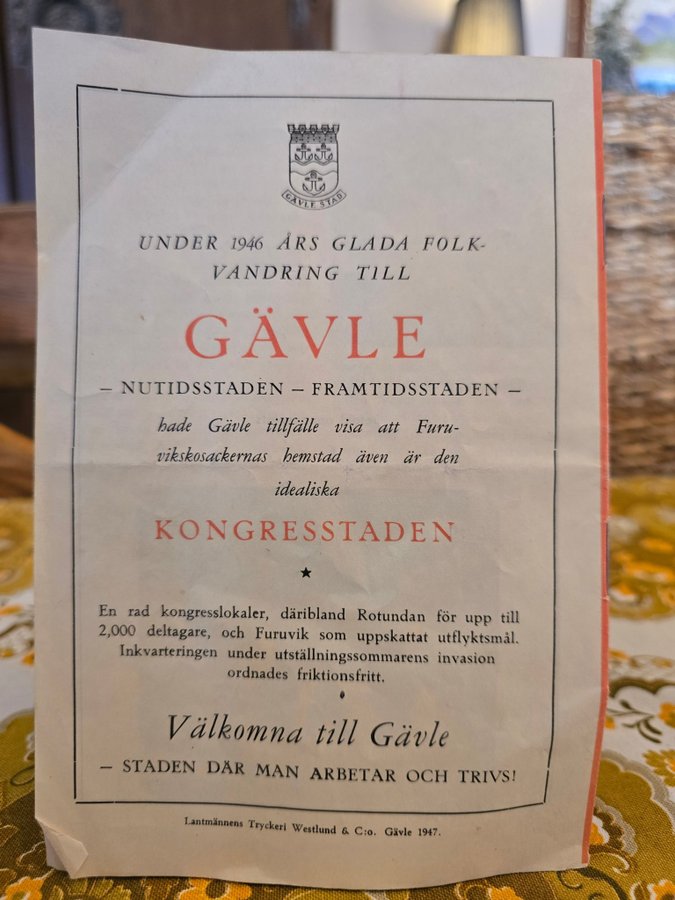 GÄVLE STAD
UNDER 1946 ÅRS GLADA FOLK-
VANDRING TILL
GÄVLE
– NUTIDSSTADEN – FRAMTIDSSTADEN –
hade Gävle tillfälle visa att Furu-
vikskosackernas hemstad även är den
idealiska
KONGRESSTADEN
En rad kongresslokaler, däribland Rotundan för upp till
2,000 deltagare, och Furuvik som uppskattat utflyktsmål.
Inkvarteringen under utställningssommarens invasion
ordnades friktionsfritt.
Välkomna till Gävle
– STADEN DÄR MAN ARBETAR OCH TRIVS!
Lantmännens Tryckeri Westlund & C:o. Gävle 1947.